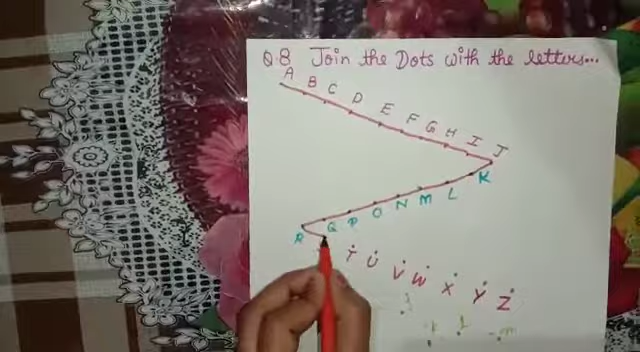 Q.8 Join the Dots with the letters...
A B C D E F G H I J
K L M N O P Q R
T U V W X Y Z